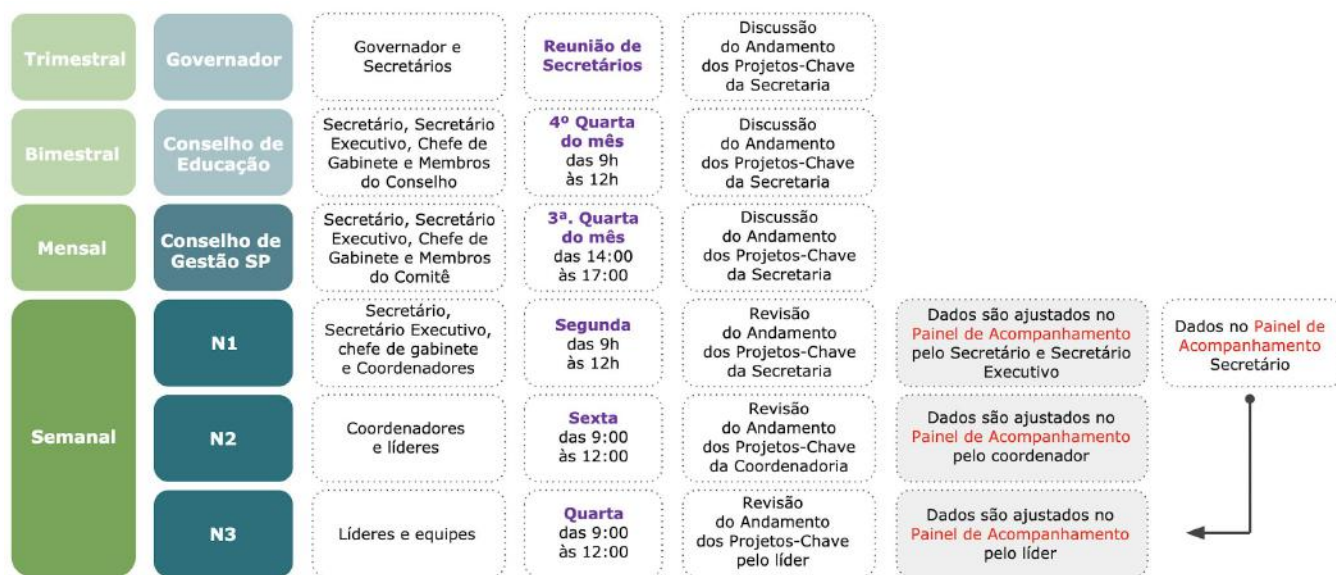 Trimestral
Governador
Governador e
Secretários
Reunião de
Secretários
Discussão
do Andamento
dos Projetos-Chave
da Secretaria
Bimestral
Conselho de
Educação
Secretário, Secretário
Executivo, Chefe de
Gabinete e Membros
do Conselho
4º Quarta
do mês
das 9h
às 12h
Discussão
do Andamento
dos Projetos-Chave
da Secretaria
Mensal
Conselho de
Gestão SP
Secretário, Secretário
Executivo, Chefe de
Gabinete e Membros
do Comitê
3ª. Quarta
do mês
das 14:00
às 17:00
Discussão
do Andamento
dos Projetos-Chave
da Secretaria
Semanal
N1
Secretário,
Secretário Executivo,
chefe de gabinete
e Coordenadores
Segunda
das 9h
às 12h
Revisão
do Andamento
dos Projetos-Chave
da Secretaria
Dados são ajustados no
Painel de Acompanhamento
pelo Secretário e Secretário
Executivo
Dados no Painel de
Acompanhamento
Secretário
N2
Coordenadores
e líderes
Sexta
das 9:00
às 12:00
Revisão
do Andamento
dos Projetos-Chave
da Coordenadoria
Dados são ajustados no
Painel de Acompanhamento
pelo coordenador
N3
Líderes e equipes
Quarta
das 9:00
às 12:00
Revisão
do Andamento
dos Projetos-Chave
pelo líder
Dados são ajustados no
Painel de Acompanhamento
pelo líder